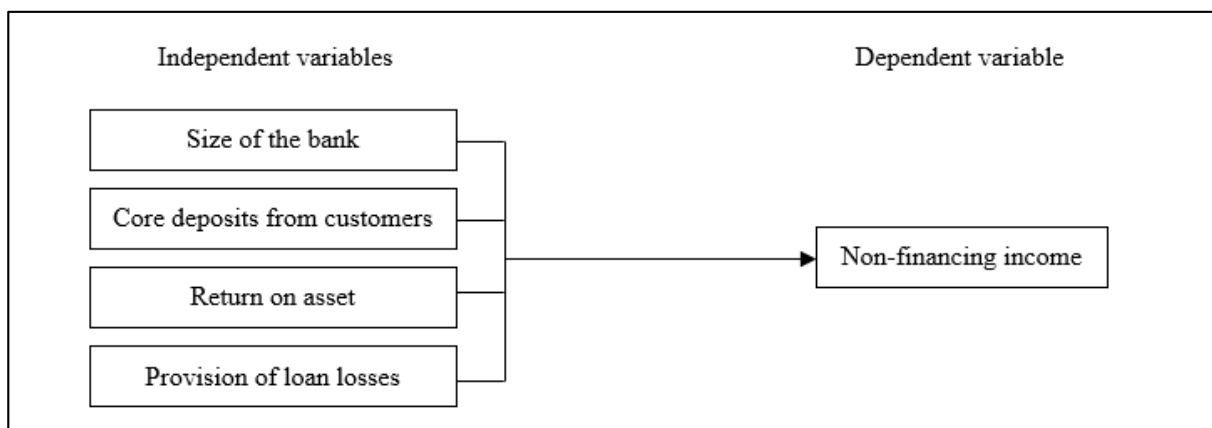 Independent variables
Dependent variable
Size of the bank
Core deposits from customers
Non-financing income
Return on asset
Provision of loan losses